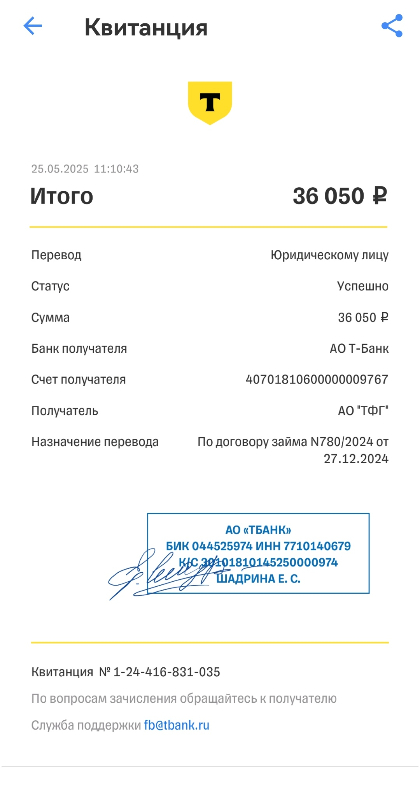 Квитанция
Т
25.05.2025 11:10:43
Итого 36 050 ₽
Перевод Юридическому лицу
Статус Успешно
Сумма 36 050 ₽
Банк получателя АО Т-Банк
Счет получателя 40701810600000009767
Получатель АО "ТФГ"
Назначение перевода По договору займа N780/2024 от
27.12.2024
АО «ТБАНК»
БИК 044525974 ИНН 7710140679
К/С 30101810145250000974
ШАДРИНА Е. С.
Квитанция № 1-24-416-831-035
По вопросам зачисления обращайтесь к получателю
Служба поддержки fb@tbank.ru